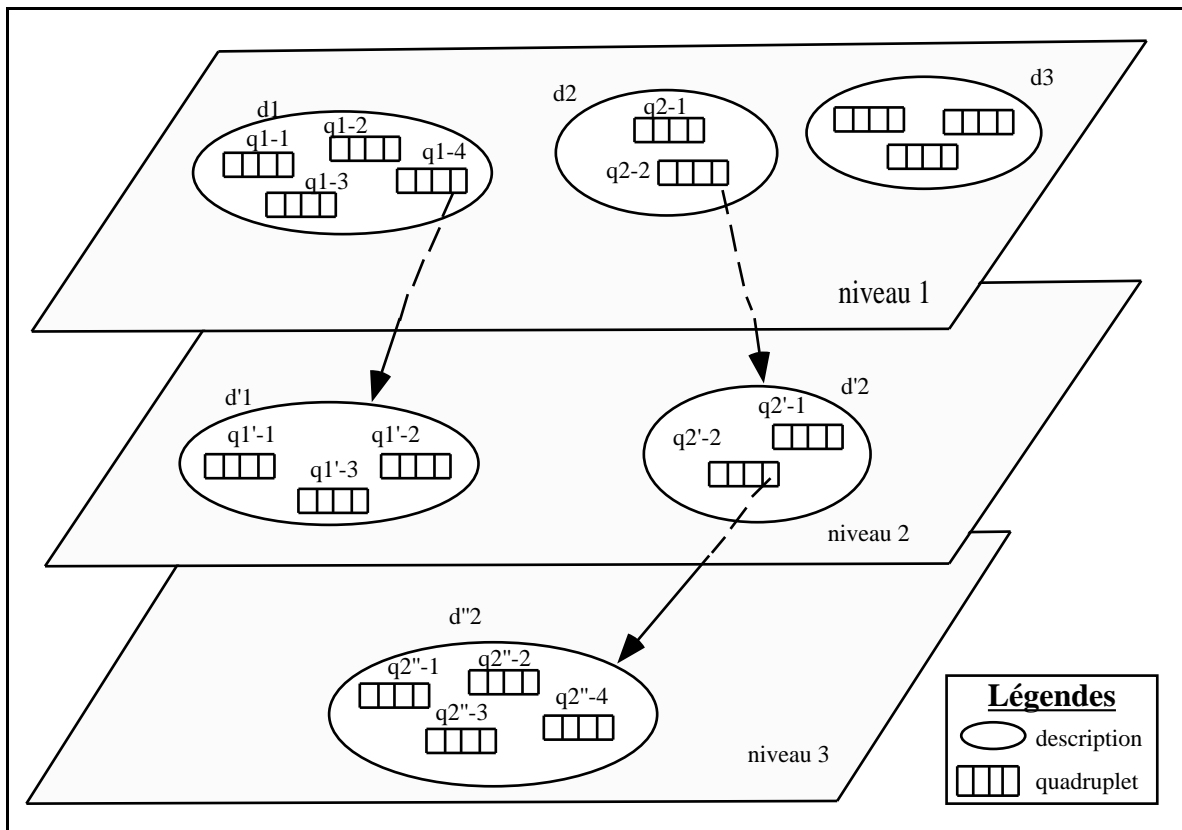 d1
q1-1
q1-2
q1-3
q1-4
d2
q2-1
q2-2
d3
niveau 1
d'1
q1'-1
q1'-2
q1'-3
d'2
q2'-1
q2'-2
niveau 2
d"2
q2"-1
q2"-2
q2"-3
q2"-4
niveau 3
Légendes
description
quadruplet